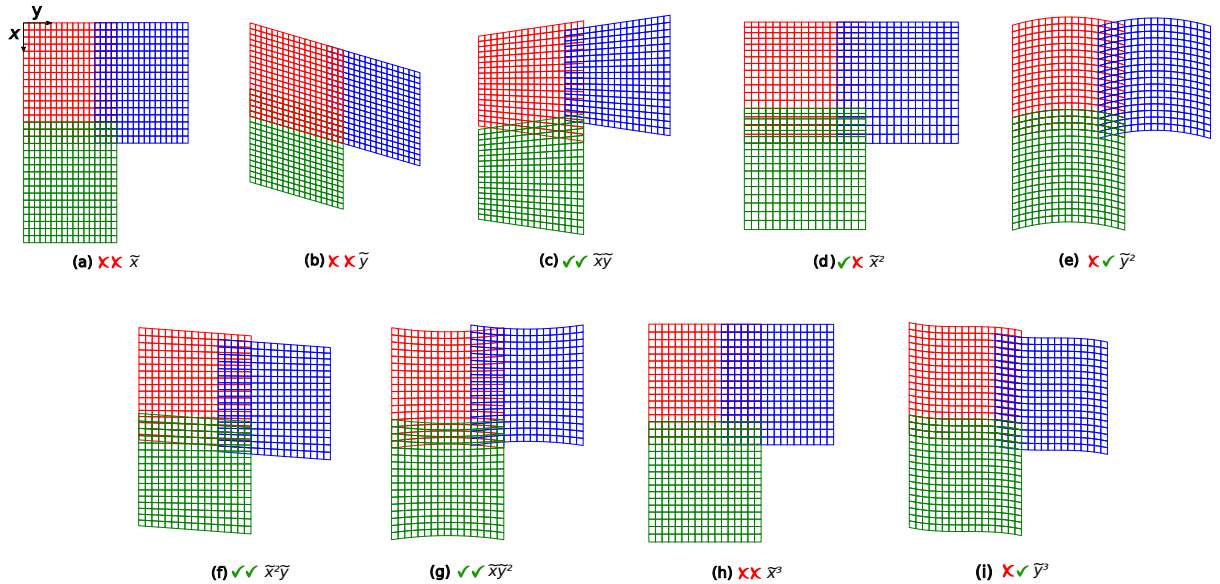 y
x
(a) ✗✗ x̃
(b) ✗✗ ỹ
(c) ✓✓ x̃ỹ
(d) ✓✗ x̃²
(e) ✗✓ ỹ²
(f) ✓✓ x̃²ỹ
(g) ✓✓ x̃ỹ²
(h) ✗✗ x̃³
(i) ✗✓ ỹ³